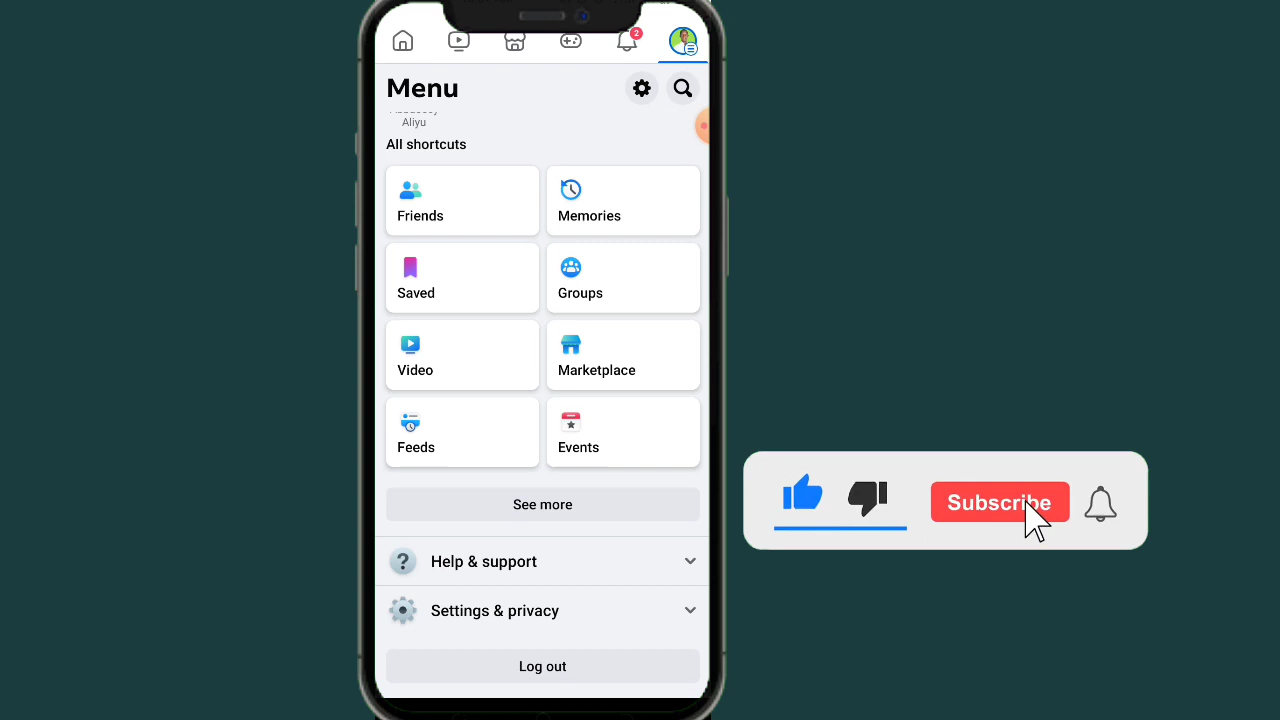 2
Menu
Aliyu
All shortcuts
Friends
Memories
Saved
Groups
Video
Marketplace
Feeds
Events
See more
Help & support
Settings & privacy
Log out
Subscribe